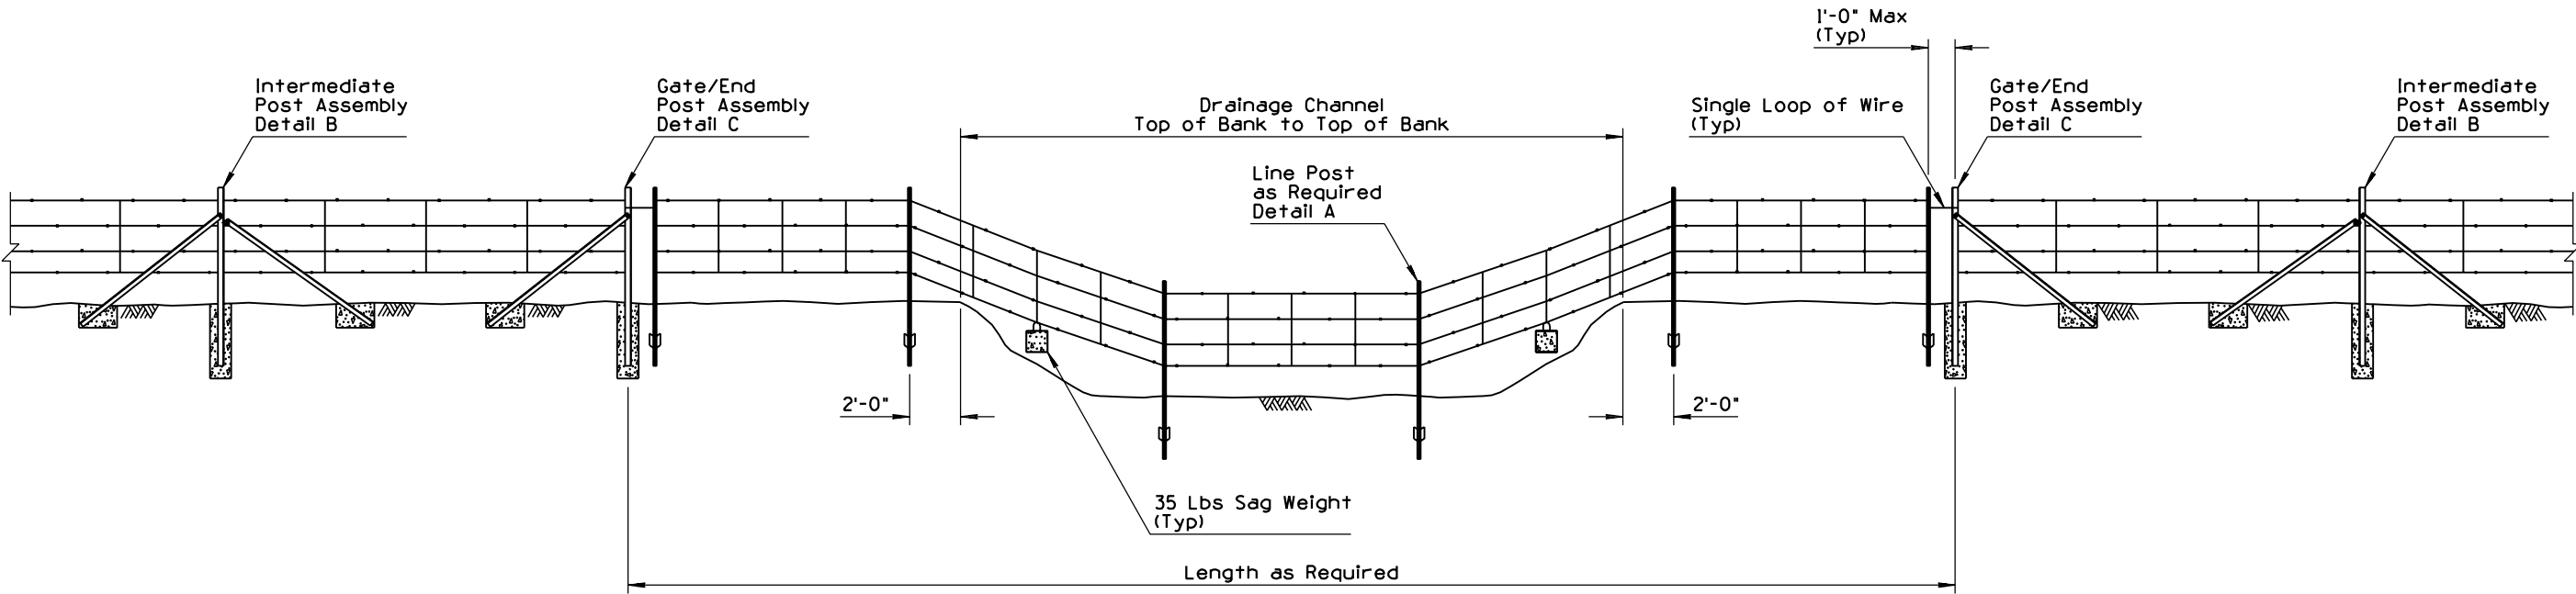 1'-0" Max
(Typ)
Intermediate
Post Assembly
Detail B
Gate/End
Post Assembly
Detail C
Drainage Channel
Top of Bank to Top of Bank
Single Loop of Wire
(Typ)
Gate/End
Post Assembly
Detail C
Intermediate
Post Assembly
Detail B
Line Post
as Required
Detail A
2'-0"
2'-0"
35 Lbs Sag Weight
(Typ)
Length as Required